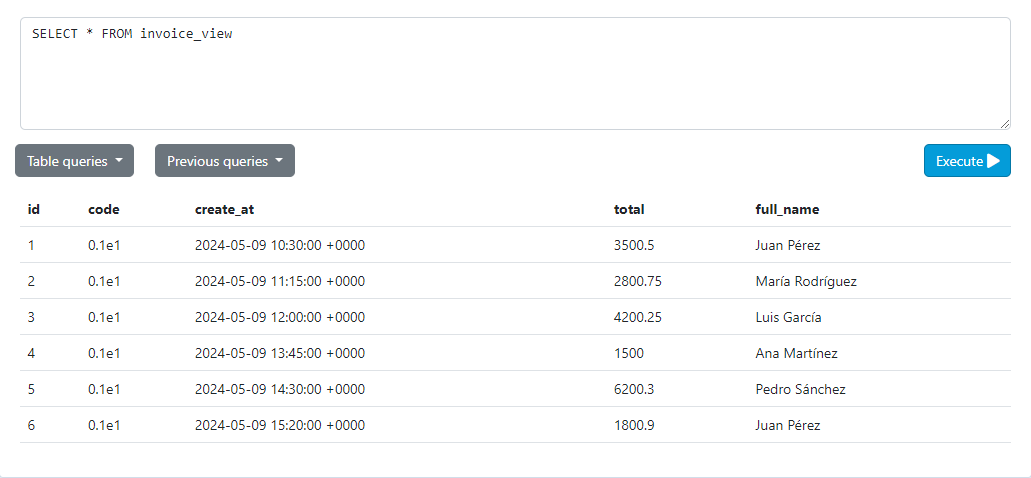 SELECT * FROM invoice_view
Table queries Previous queries Execute
id code create_at total full_name
1 0.1e1 2024-05-09 10:30:00 +0000 3500.5 Juan Pérez
2 0.1e1 2024-05-09 11:15:00 +0000 2800.75 María Rodríguez
3 0.1e1 2024-05-09 12:00:00 +0000 4200.25 Luis García
4 0.1e1 2024-05-09 13:45:00 +0000 1500 Ana Martínez
5 0.1e1 2024-05-09 14:30:00 +0000 6200.3 Pedro Sánchez
6 0.1e1 2024-05-09 15:20:00 +0000 1800.9 Juan Pérez